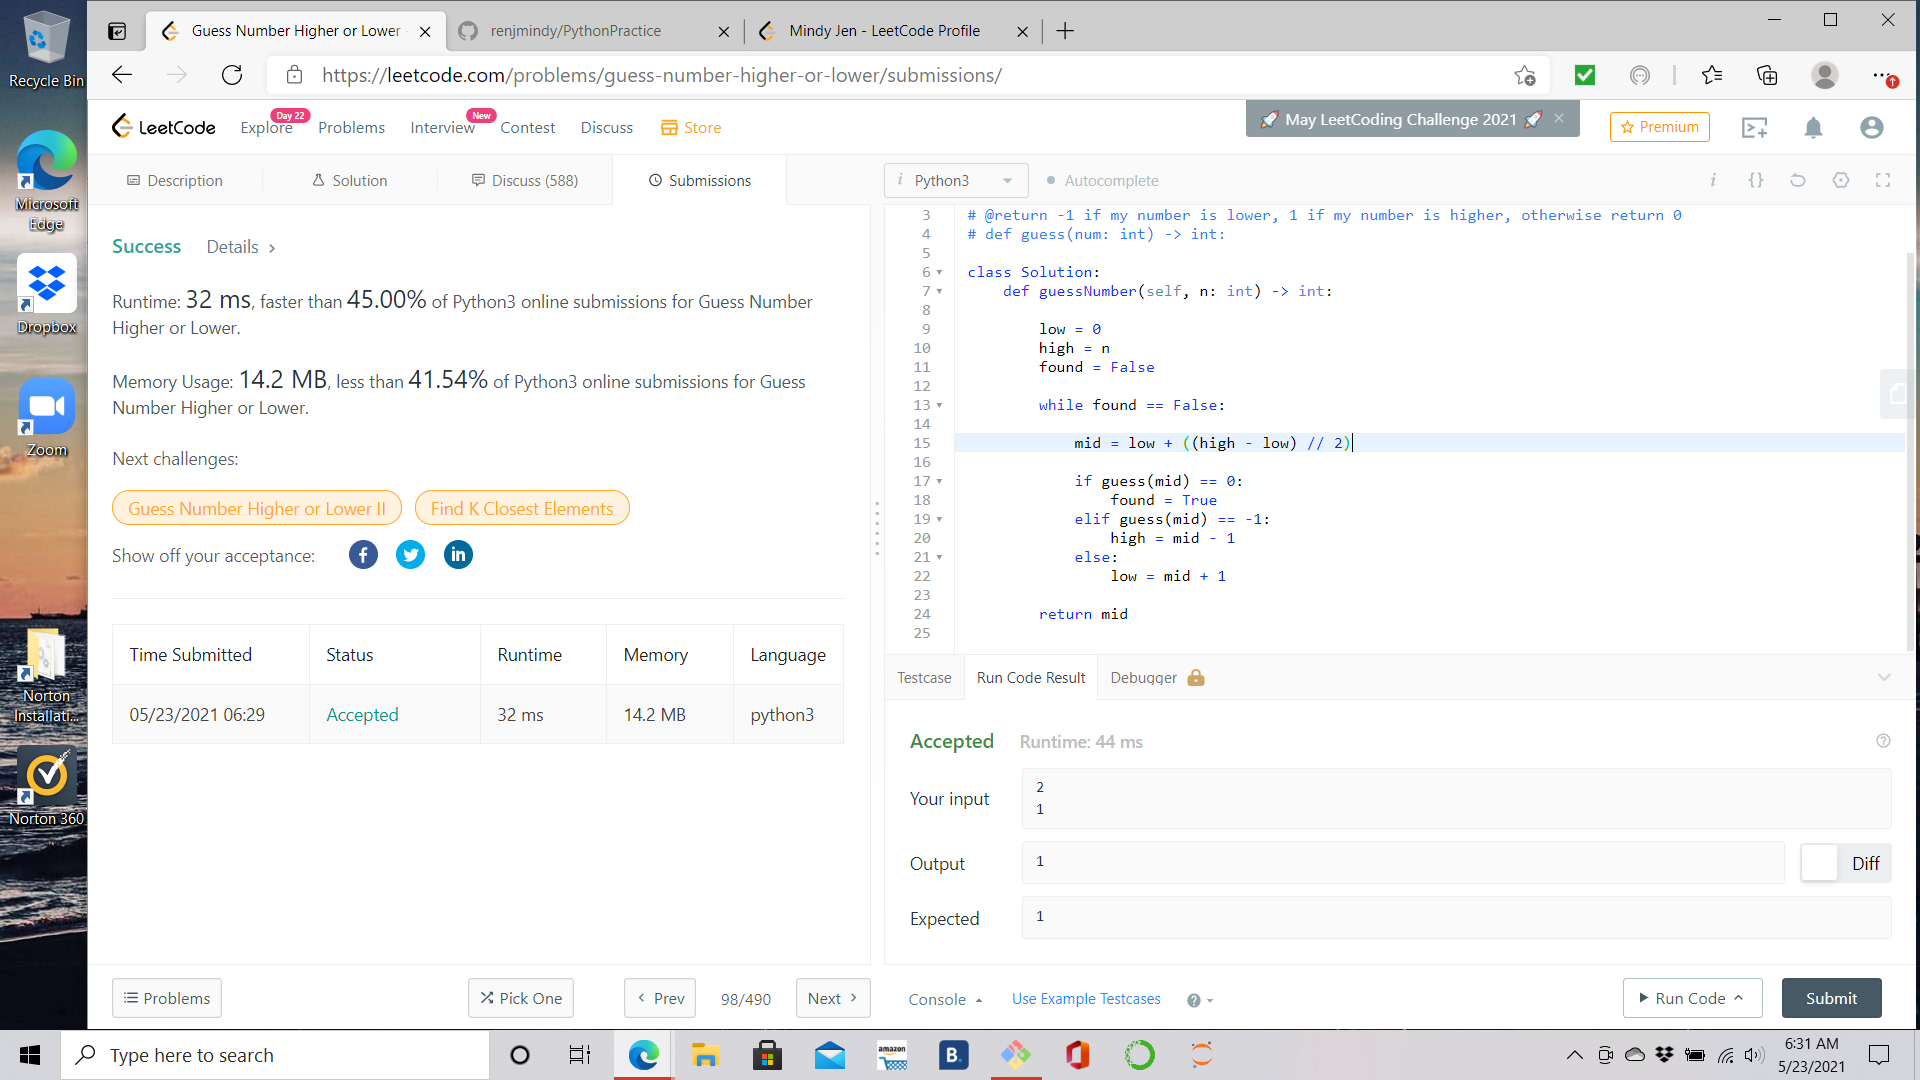 Recycle Bin
Microsoft
Edge
Dropbox
Zoom
Norton
Installati...
Norton 360
Guess Number Higher or Lower
renjmindy/PythonPractice
Mindy Jen - LeetCode Profile
https://leetcode.com/problems/guess-number-higher-or-lower/submissions/
LeetCode
Explore
Day 22
Problems
Interview
New
Contest
Discuss
Store
May LeetCoding Challenge 2021
Premium
Description
Solution
Discuss (588)
Submissions
Success
Details
Runtime: 32 ms, faster than 45.00% of Python3 online submissions for Guess Number
Higher or Lower.
Memory Usage: 14.2 MB, less than 41.54% of Python3 online submissions for Guess
Number Higher or Lower.
Next challenges:
Guess Number Higher or Lower II
Find K Closest Elements
Show off your acceptance:
Time Submitted Status Runtime Memory Language
05/23/2021 06:29 Accepted 32 ms 14.2 MB python3
Problems
Pick One
Prev
98/490
Next
i Python3
Autocomplete
i {}
3 # @return -1 if my number is lower, 1 if my number is higher, otherwise return 0
4 # def guess(num: int) -> int:
5
6 class Solution:
7 def guessNumber(self, n: int) -> int:
8
9 low = 0
10 high = n
11 found = False
12
13 while found == False:
14
15 mid = low + ((high - low) // 2)
16
17 if guess(mid) == 0:
18 found = True
19 elif guess(mid) == -1:
20 high = mid - 1
21 else:
22 low = mid + 1
23
24 return mid
25
Testcase
Run Code Result
Debugger
Accepted
Runtime: 44 ms
Your input
2
1
Output
1
Diff
Expected
1
Console
Use Example Testcases
Run Code
Submit
Type here to search
amazon
B.
6:31 AM
5/23/2021